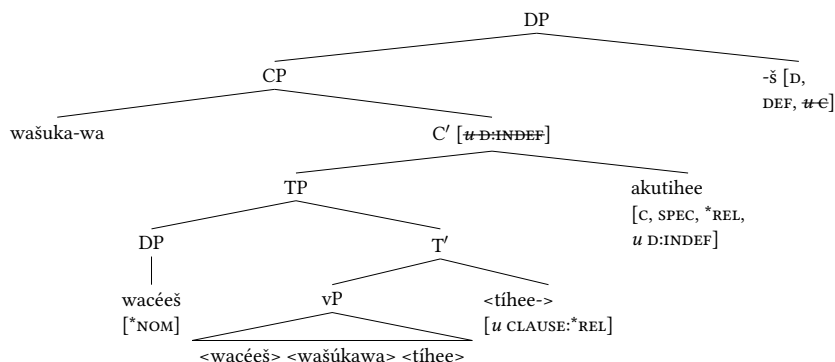 DP
CP
-š [D,
DEF, u C]
wašuka-wa
C′ [u D:INDEF]
TP
akutihee
[C, SPEC, *REL,
u D:INDEF]
DP
T′
wacéeš
[*NOM]
vP
<tíhee->
[u CLAUSE:*REL]
<wacéeš> <wašúkawa> <tíhee>